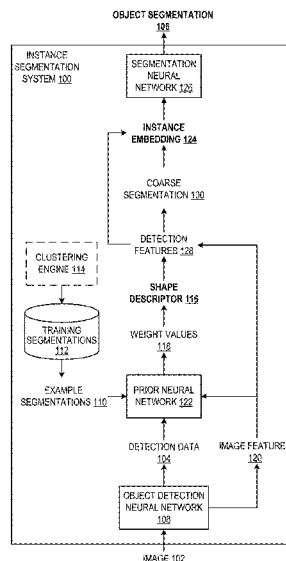 OBJECT SEGMENTATION
106
INSTANCE
SEGMENTATION
SYSTEM 100
SEGMENTATION
NEURAL
NETWORK 126
INSTANCE
EMBEDDING 124
COARSE
SEGMENTATION
130
CLUSTERING
ENGINE 114
DETECTION
FEATURES 128
SHAPE
DESCRIPTOR 116
TRAINING
SEGMENTATIONS
112
WEIGHT VALUES
118
EXAMPLE
SEGMENTATIONS 110
PRIOR NEURAL
NETWORK 122
DETECTION
DATA
104
IMAGE FEATURE
120
OBJECT DETECTION
NEURAL NETWORK
108
IMAGE 102